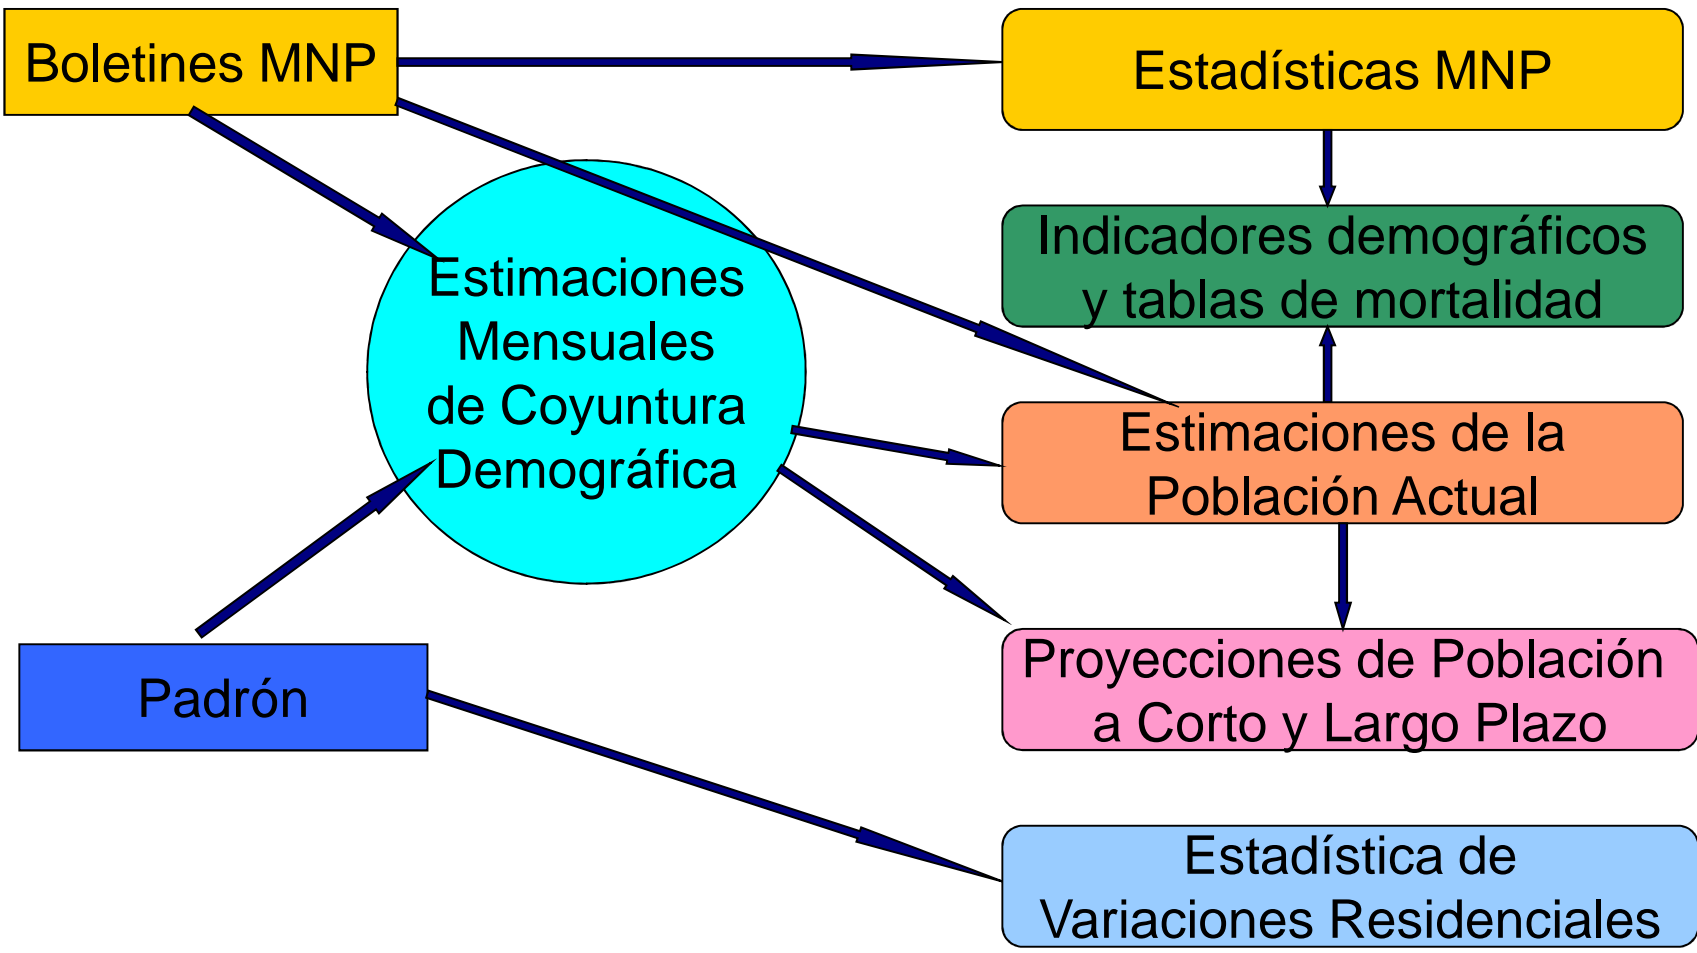 Boletines MNP
Estadísticas MNP
Indicadores demográficos
y tablas de mortalidad
Estimaciones
Mensuales
de Coyuntura
Demográfica
Estimaciones de la
Población Actual
Padrón
Proyecciones de Población
a Corto y Largo Plazo
Estadística de
Variaciones Residenciales